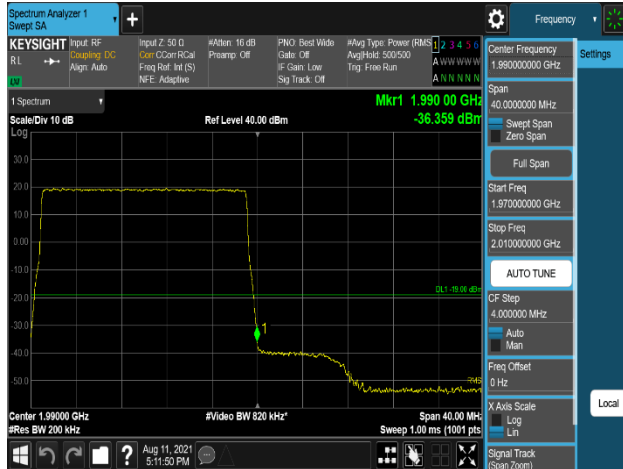 Spectrum Analyzer 1
Swept SA
+
Frequency
KEYSIGHT
RL
LV
Input: RF
Coupling: DC
Align: Auto
Input Z: 50 Ω
Corr CCorr RCal
Freq Ref: Int (S)
NFE: Adaptive
#Atten: 16 dB
Preamp: Off
PNO: Best Wide
Gate: Off
IF Gain: Low
Sig Track: Off
#Avg Type: Power (RMS
Avg|Hold: 500/500
Trig: Free Run
1 2 3 4 5 6
A W W W W W
A N N N N N
1 Spectrum
Scale/Div 10 dB
Log
Ref Level 40.00 dBm
Mkr1 1.990 00 GHz
-36.359 dBm
30.0
20.0
10.0
0.00
-10.0
-20.0
-30.0
-40.0
-50.0
DL1 -19.00 dBm
1
RMS
Center 1.99000 GHz
#Res BW 200 kHz
#Video BW 820 kHz*
Span 40.00 MHz
Sweep 1.00 ms (1001 pts
?
Aug 11, 2021
5:11:50 PM
Center Frequency
1.990000000 GHz
Span
40.0000000 MHz
Swept Span
Zero Span
Full Span
Start Freq
1.970000000 GHz
Stop Freq
2.010000000 GHz
AUTO TUNE
CF Step
4.000000 MHz
Auto
Man
Freq Offset
0 Hz
X Axis Scale
Log
Lin
Signal Track
(Span Zoom)
Settings
Local